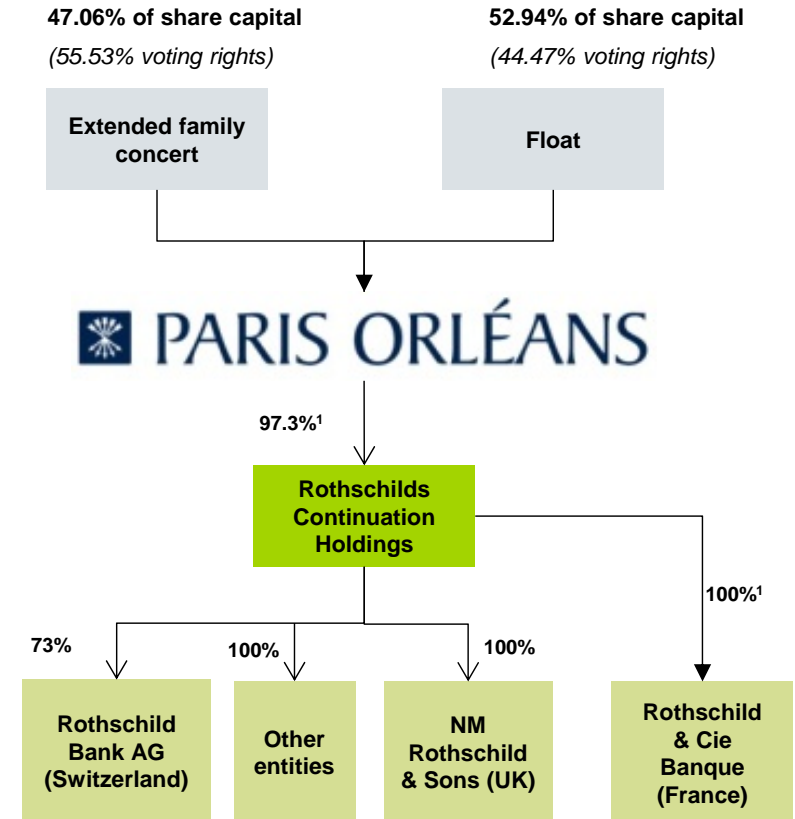 47.06% of share capital
(55.53% voting rights)
52.94% of share capital
(44.47% voting rights)
Extended family
concert
Float
PARIS ORLÉANS
97.3%¹
Rothschilds
Continuation
Holdings
100%¹
73%
100%
100%
Rothschild
Bank AG
(Switzerland)
Other
entities
NM
Rothschild
& Sons (UK)
Rothschild
& Cie
Banque
(France)